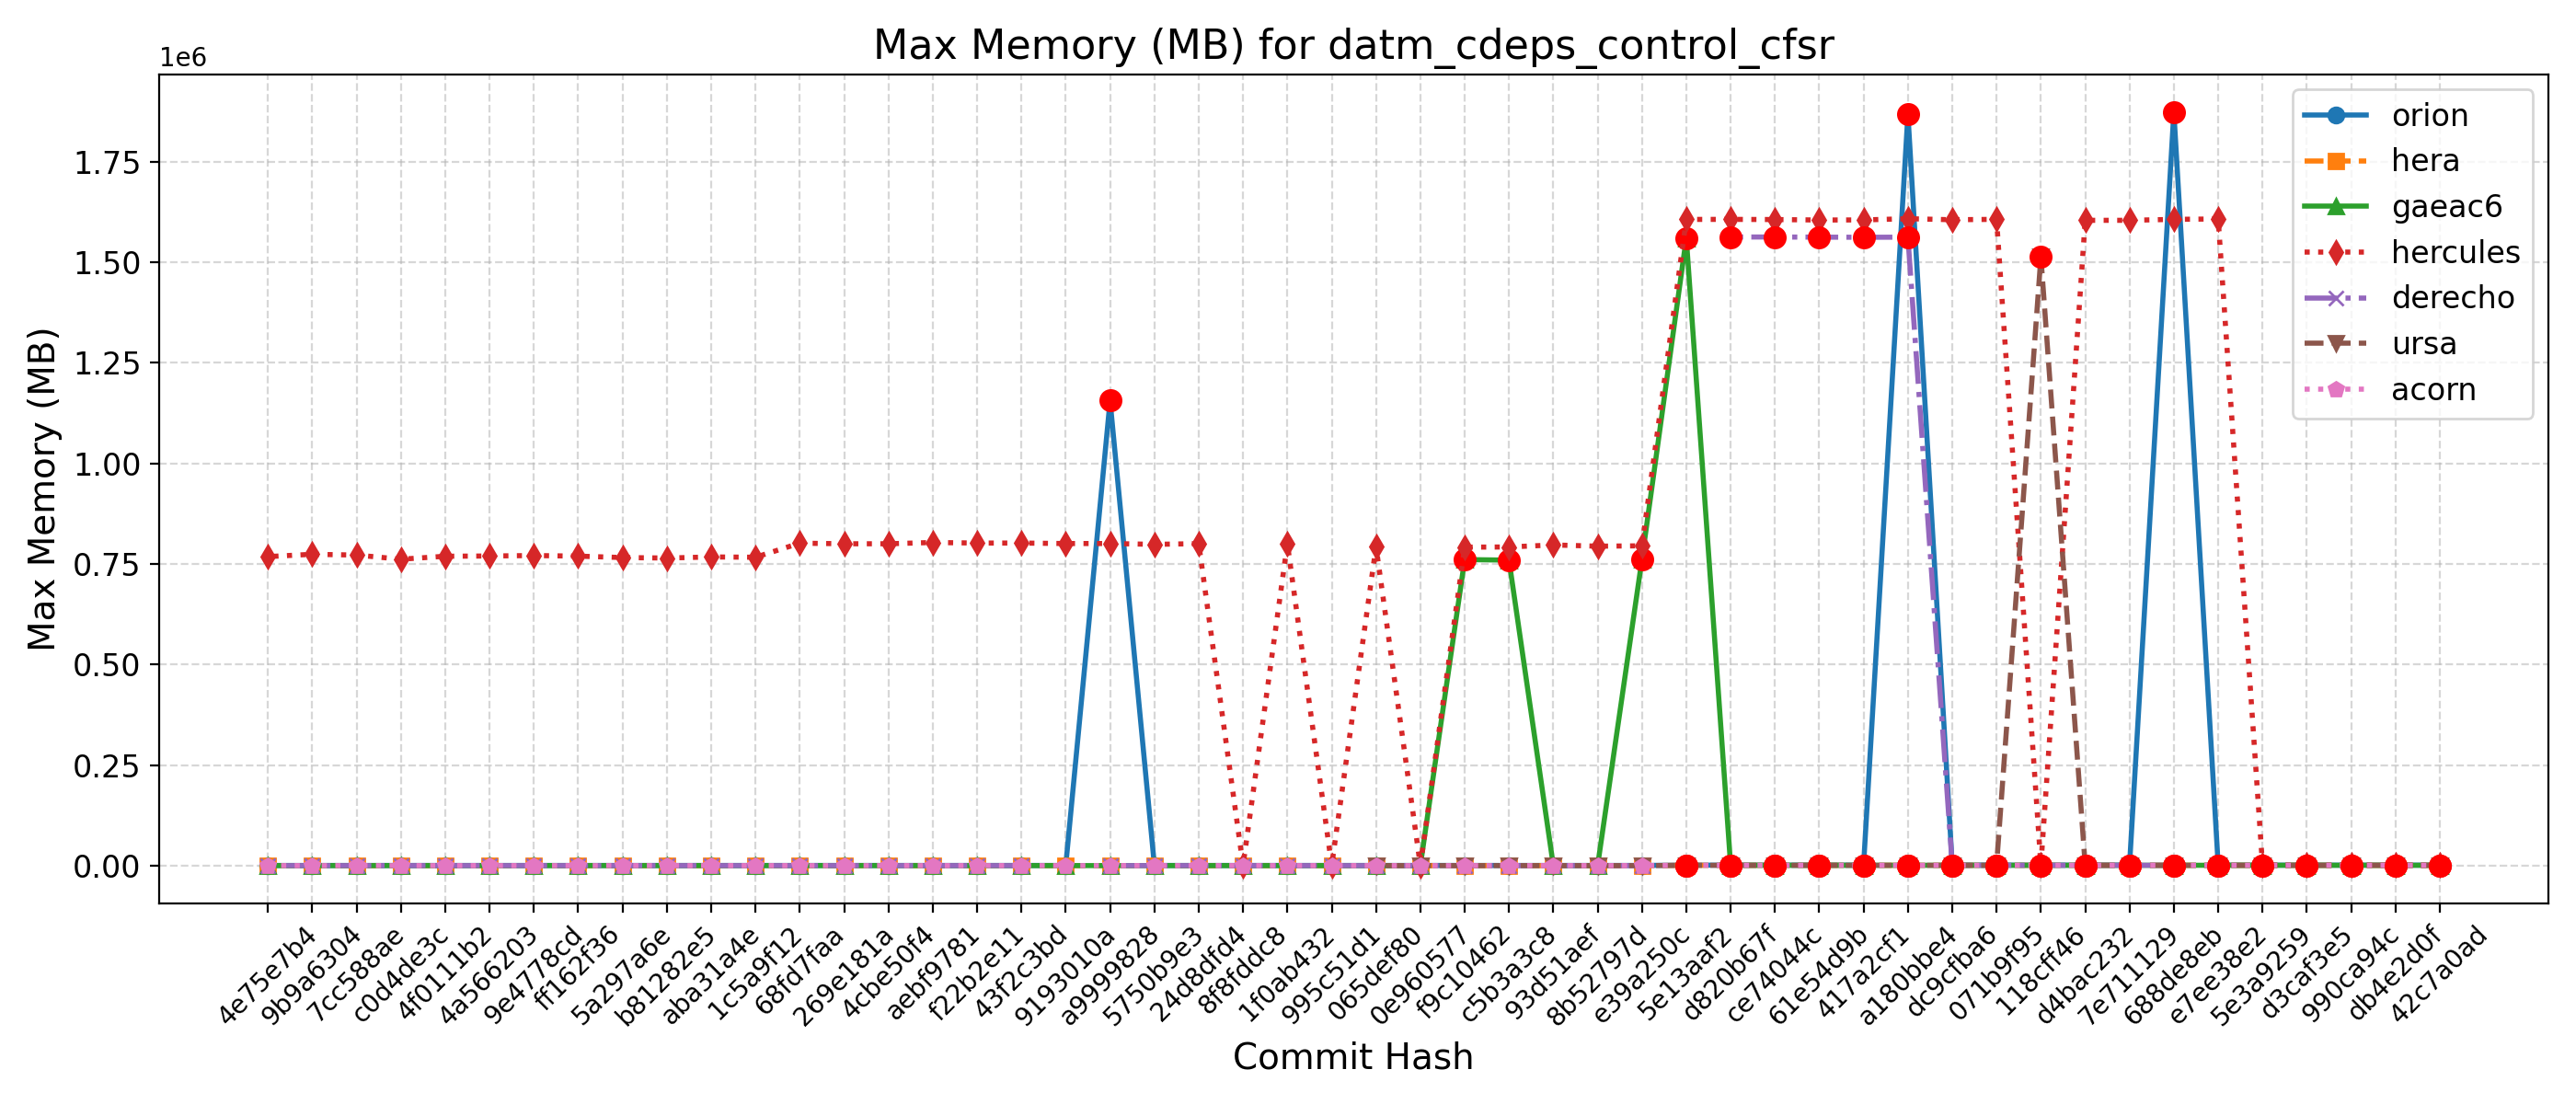 Max Memory (MB) for datm_cdeps_control_cfsr
1e6
1.75
1.50
1.25
1.00
0.75
0.50
0.25
0.00
Max Memory (MB)
orion
hera
gaeac6
hercules
derecho
ursa
acorn
4e75e7b4
9b9a6304
7cc588ae
c0d4de3c
4f0111b2
4a566203
9e4778cd
ff162f36
5a297a6e
b81282e5
aba31a4e
1c5a9f12
68fd7faa
269e181a
4cbe50f4
aebf9781
f22b2e11
43f2c3bd
9193010a
a9999828
5750b9e3
24d8dfd4
8f8fddc8
1f0ab432
995c51d1
065def80
0e960577
f9c10462
c5b3a3c8
93d51aef
8b52797d
e39a250c
5e13aaf2
d820b67f
ce74044c
61e54d9b
417a2cf1
a180bbe4
dc9cfba6
071b9f95
118cff46
d4bac232
7e711129
688de8eb
e7ee38e2
5e3a9259
d3caf3e5
990ca94c
db4e2d0f
42c7a0ad
Commit Hash